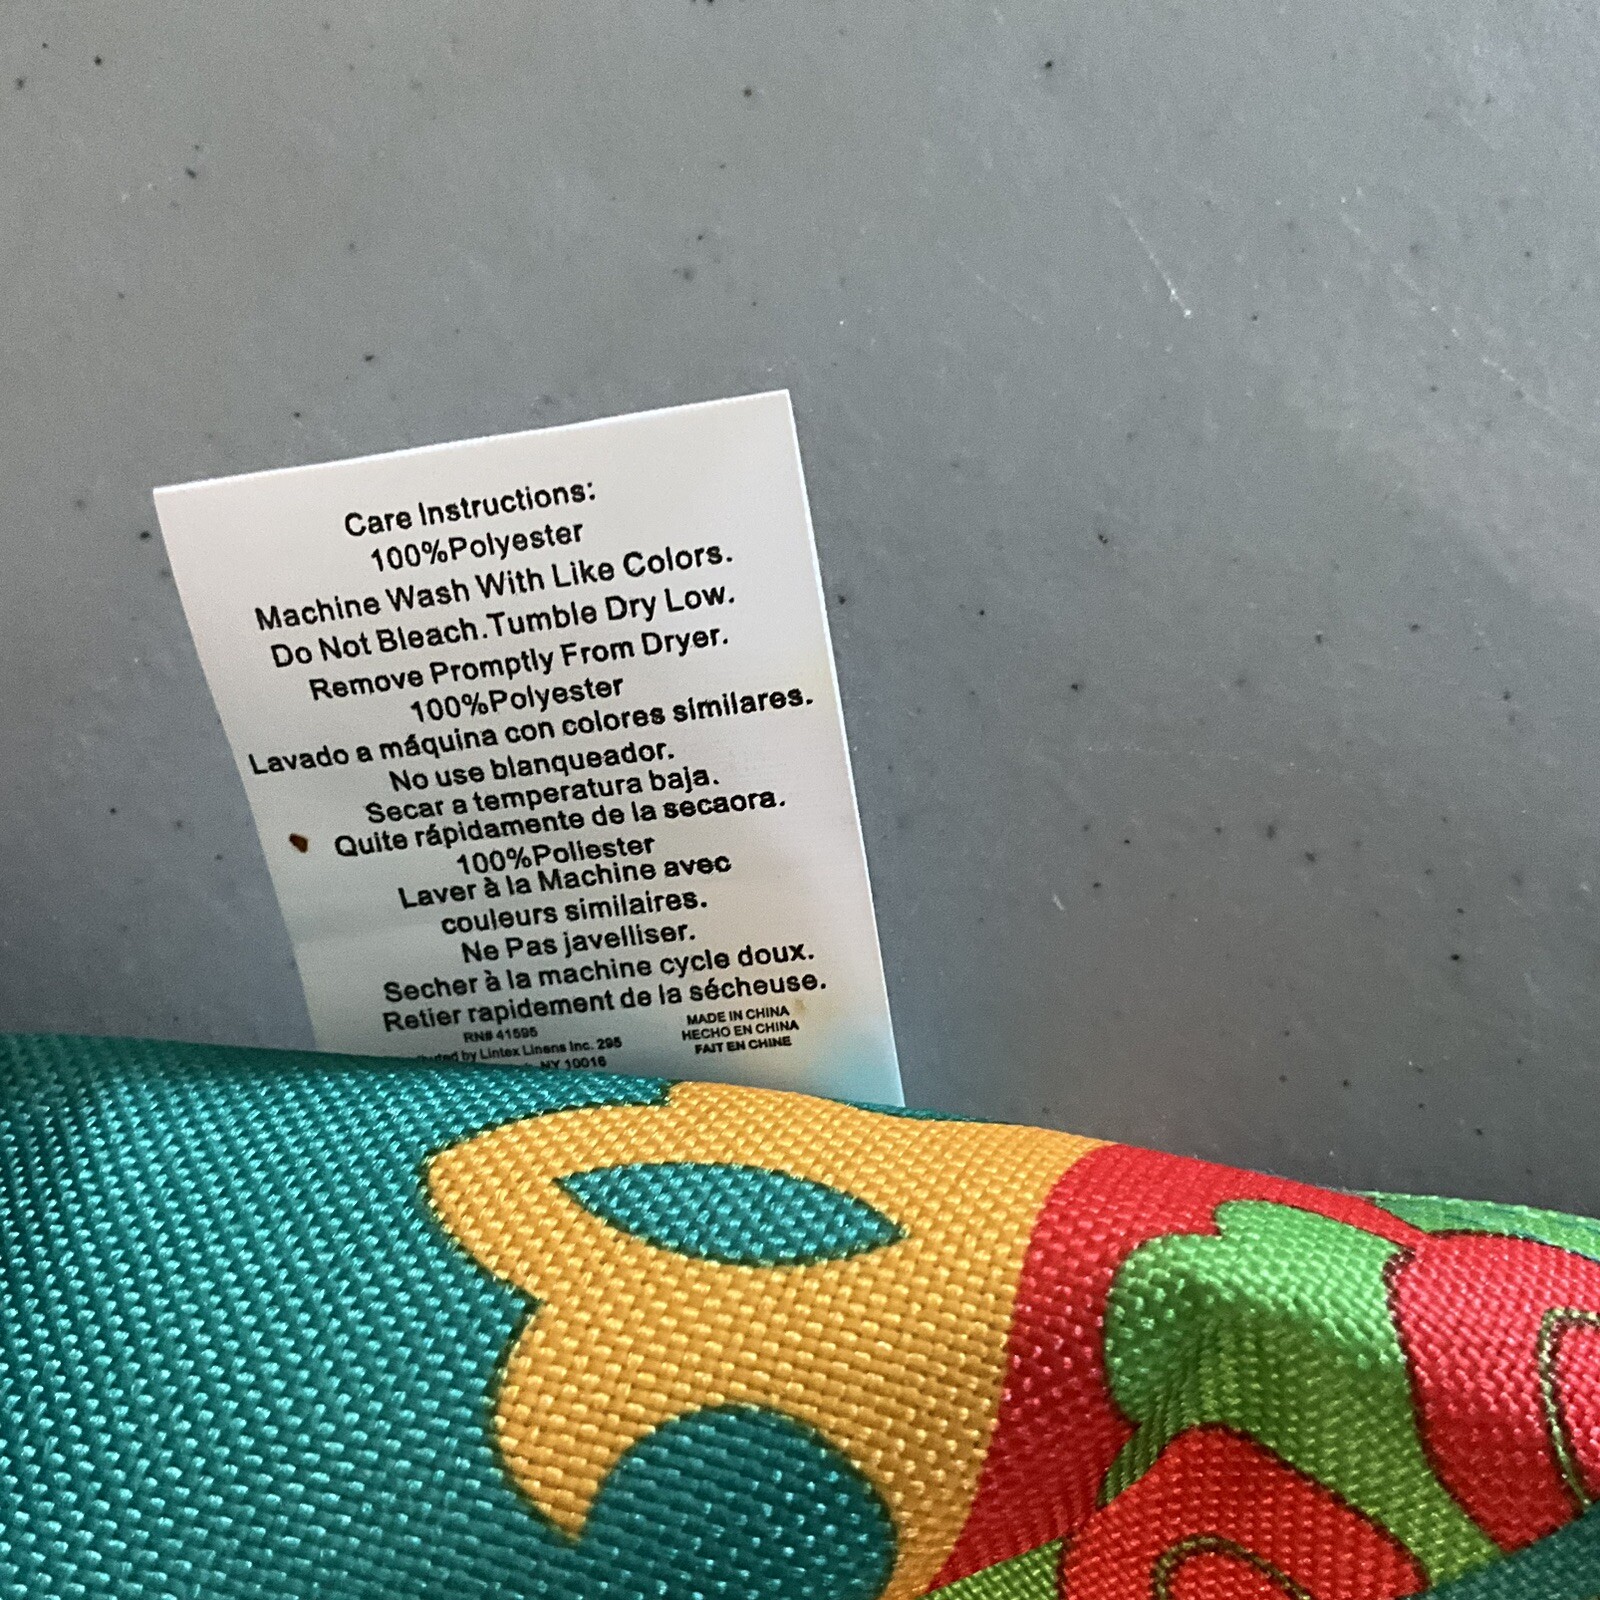 Care Instructions:
100%Polyester
Machine Wash With Like Colors.
Do Not Bleach.Tumble Dry Low.
Remove Promptly From Dryer.
100%Polyester
Lavado a máquina con colores símilares.
No use blanqueador.
Secar a temperatura baja.
Quite rápidamente de la secaora.
100%Poliester
Laver à la Machine avec
couleurs similaires.
Ne Pas javelliser.
Secher à la machine cycle doux.
Retier rapidement de la sécheuse.
RN# 41595
by Lintex Linens Inc. 295
NY 10016
MADE IN CHINA
HECHO EN CHINA
FAIT EN CHINE